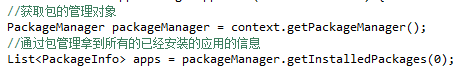 //获取包的管理对象
PackageManager packageManager = context.getPackageManager();
//通过包管理拿到所有的已经安装的应用的信息
List<PackageInfo> apps = packageManager.getInstalledPackages(0);